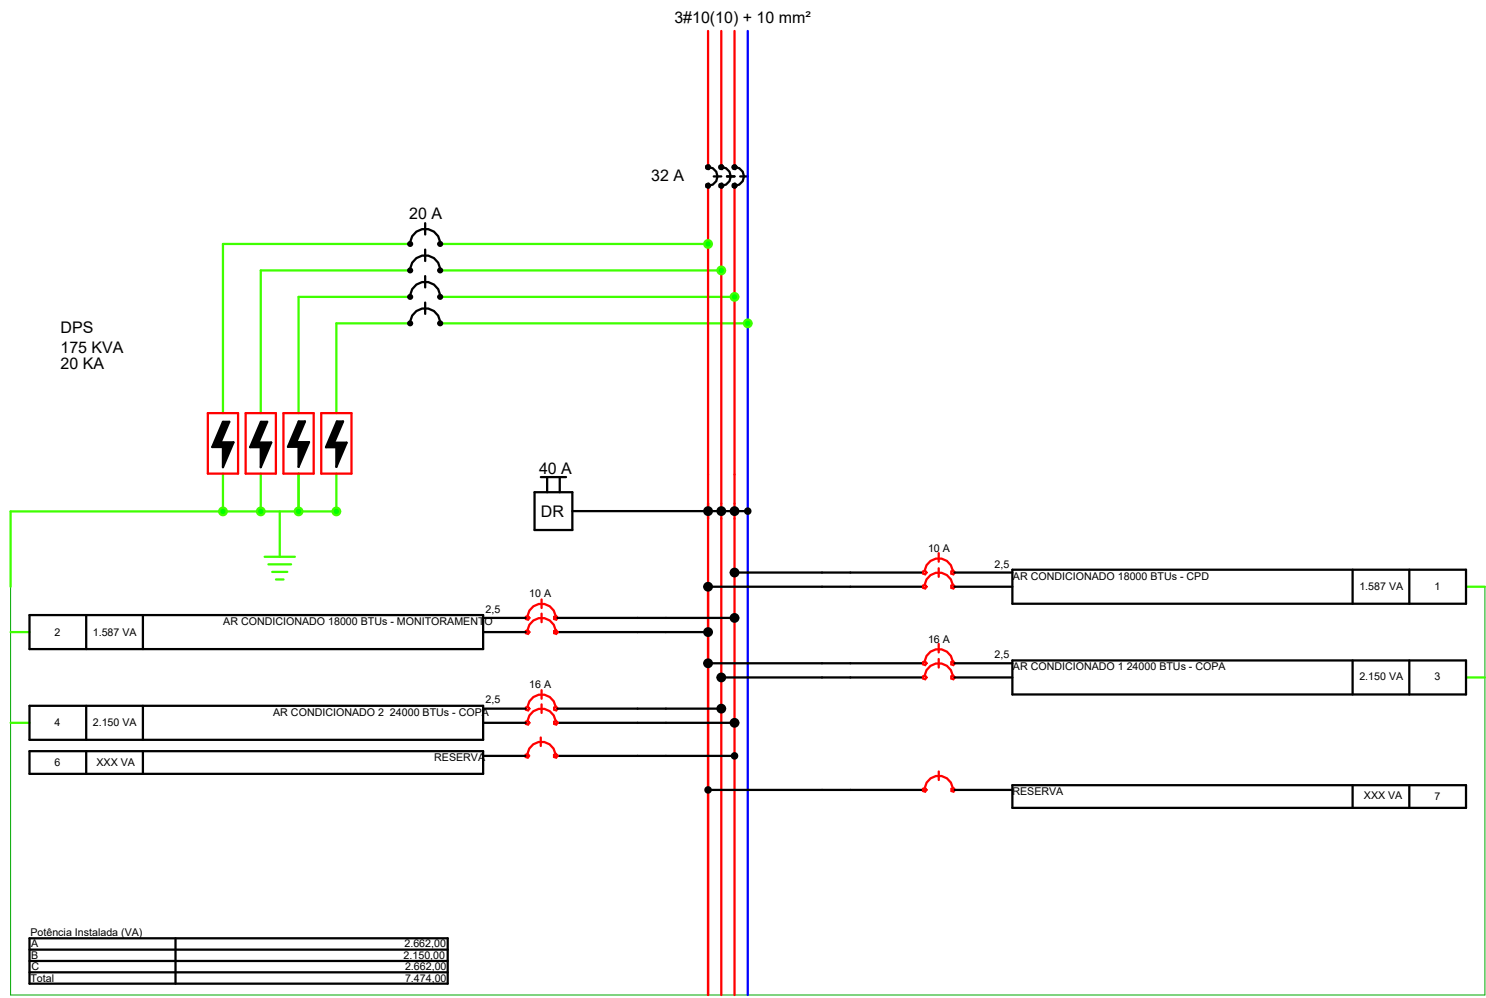 3#10(10) + 10 mm²
32 A
20 A
DPS
175 KVA
20 KA
40 A
DR
10 A
2,5
AR CONDICIONADO 18000 BTUs - CPD
1.587 VA
1
10 A
2,5
2
1.587 VA
AR CONDICIONADO 18000 BTUs - MONITORAMENTO
16 A
2,5
AR CONDICIONADO 1 24000 BTUs - COPA
2.150 VA
3
16 A
2,5
4
2.150 VA
AR CONDICIONADO 2  24000 BTUs - COPA
6
XXX VA
RESERVA
RESERVA
XXX VA
7
Potência Instalada (VA)
A 2.662,00
B 2.150,00
C 2.662,00
Total 7.474,00